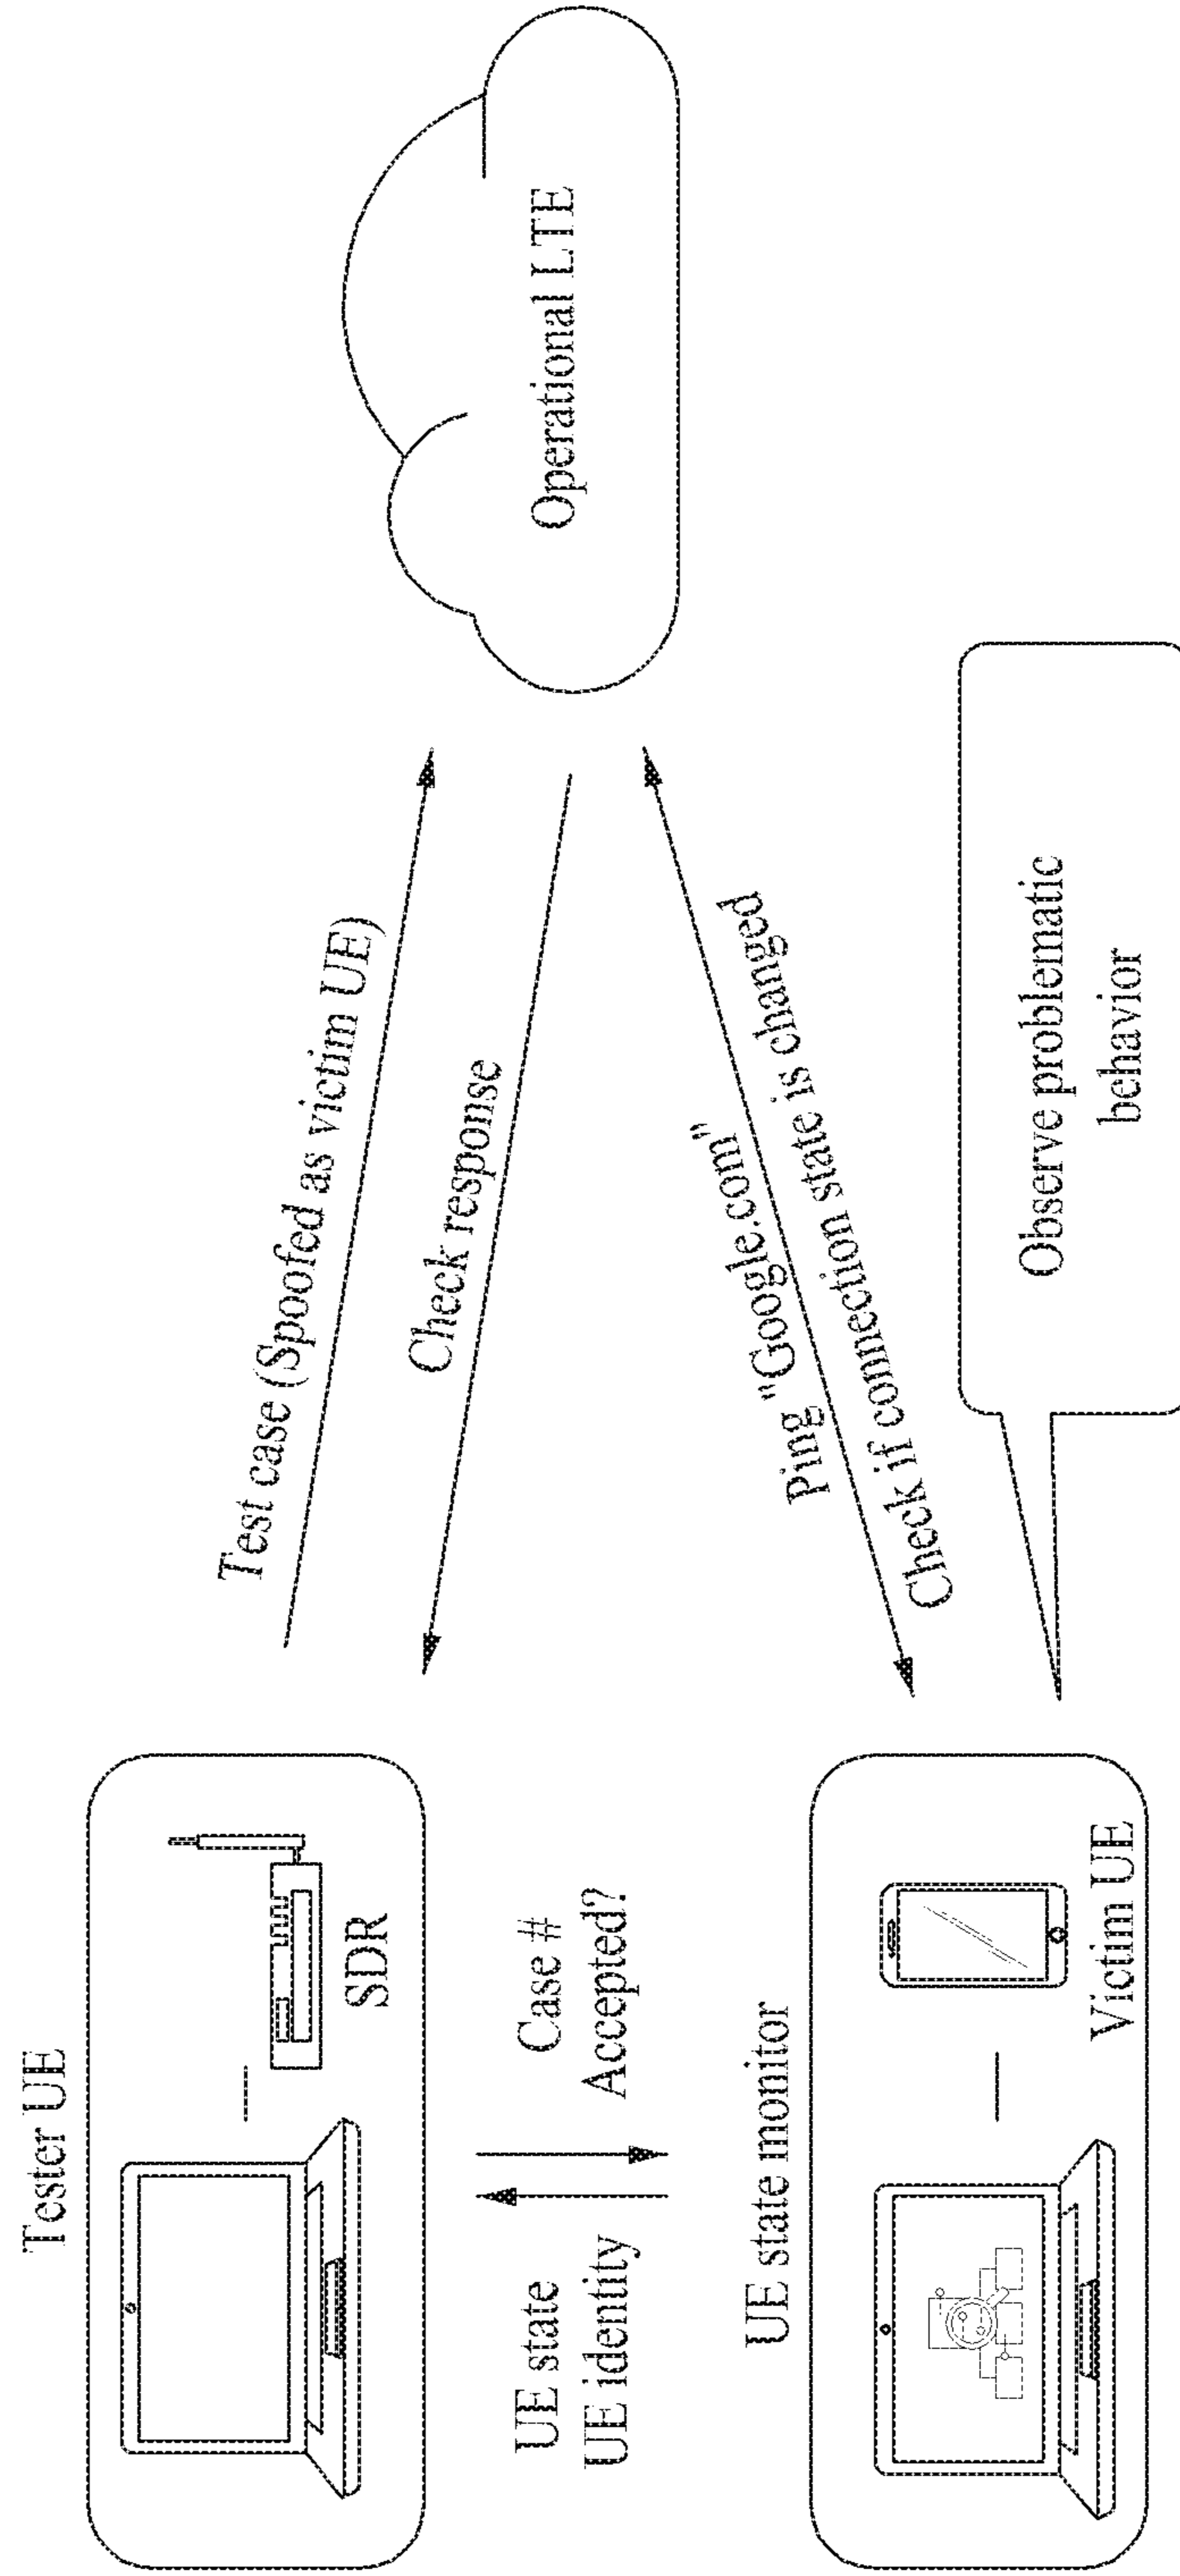 Tester UE
SDR
Test case (Spoofed as victim UE)
Check response
Operational LTE
UE state
UE identity
Case #
Accepted?
Ping "Google.com"
Check if connection state is changed
UE state monitor
Victim UE
Observe problematic
behavior